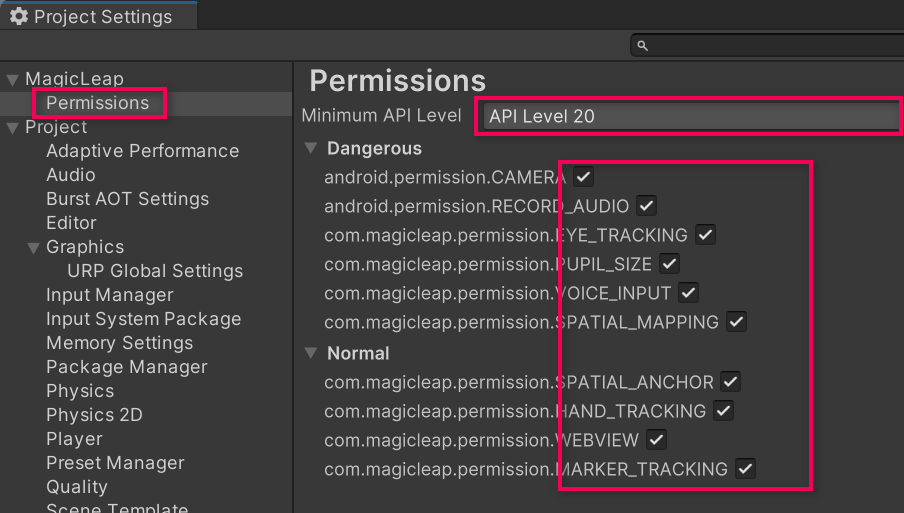 Project Settings
MagicLeap
Permissions
Project
Adaptive Performance
Audio
Burst AOT Settings
Editor
Graphics
URP Global Settings
Input Manager
Input System Package
Memory Settings
Package Manager
Physics
Physics 2D
Player
Preset Manager
Quality
Scene Template
Permissions
Minimum API Level API Level 20
Dangerous
android.permission.CAMERA
android.permission.RECORD_AUDIO
com.magicleap.permission.EYE_TRACKING
com.magicleap.permission.PUPIL_SIZE
com.magicleap.permission.VOICE_INPUT
com.magicleap.permission.SPATIAL_MAPPING
Normal
com.magicleap.permission.SPATIAL_ANCHOR
com.magicleap.permission.HAND_TRACKING
com.magicleap.permission.WEBVIEW
com.magicleap.permission.MARKER_TRACKING